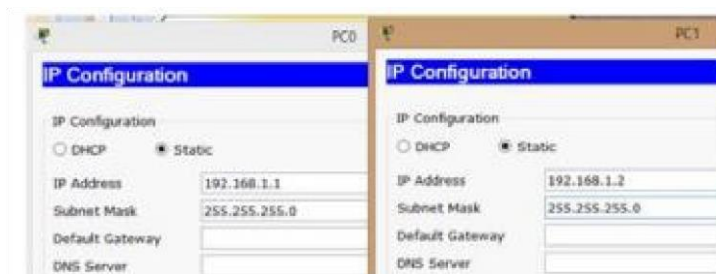 PC0
IP Configuration
IP Configuration
DHCP Static
IP Address 192.168.1.1
Subnet Mask 255.255.255.0
Default Gateway
DNS Server
PC1
IP Configuration
IP Configuration
DHCP Static
IP Address 192.168.1.2
Subnet Mask 255.255.255.0
Default Gateway
DNS Server